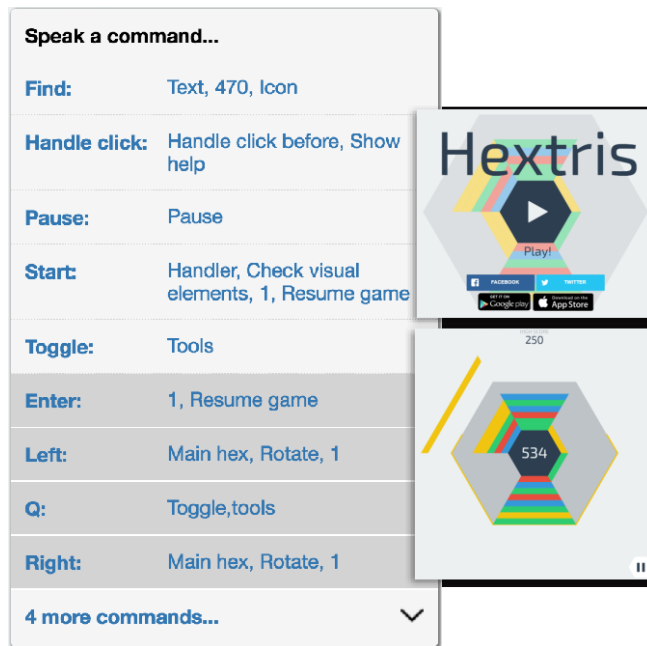 Speak a command...
Find: Text, 470, Icon
Handle click: Handle click before, Show
help
Pause: Pause
Start: Handler, Check visual
elements, 1, Resume game
Toggle: Tools
Enter: 1, Resume game
Left: Main hex, Rotate, 1
Q: Toggle,tools
Right: Main hex, Rotate, 1
4 more commands...
Hextris
Play!
FACEBOOK TWITTER
GET IT ON
Google play
Download on the
App Store
250
534